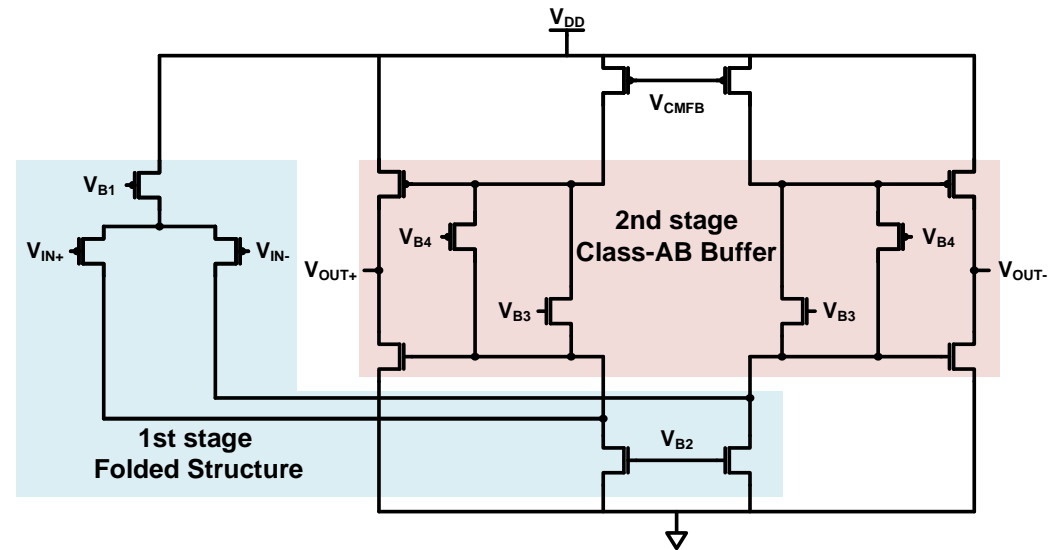 VDD
VCMFB
VB1
VIN+
VIN-
VB4
2nd stage
Class-AB Buffer
VB4
VOUT+
VOUT-
VB3
VB3
1st stage
Folded Structure
VB2